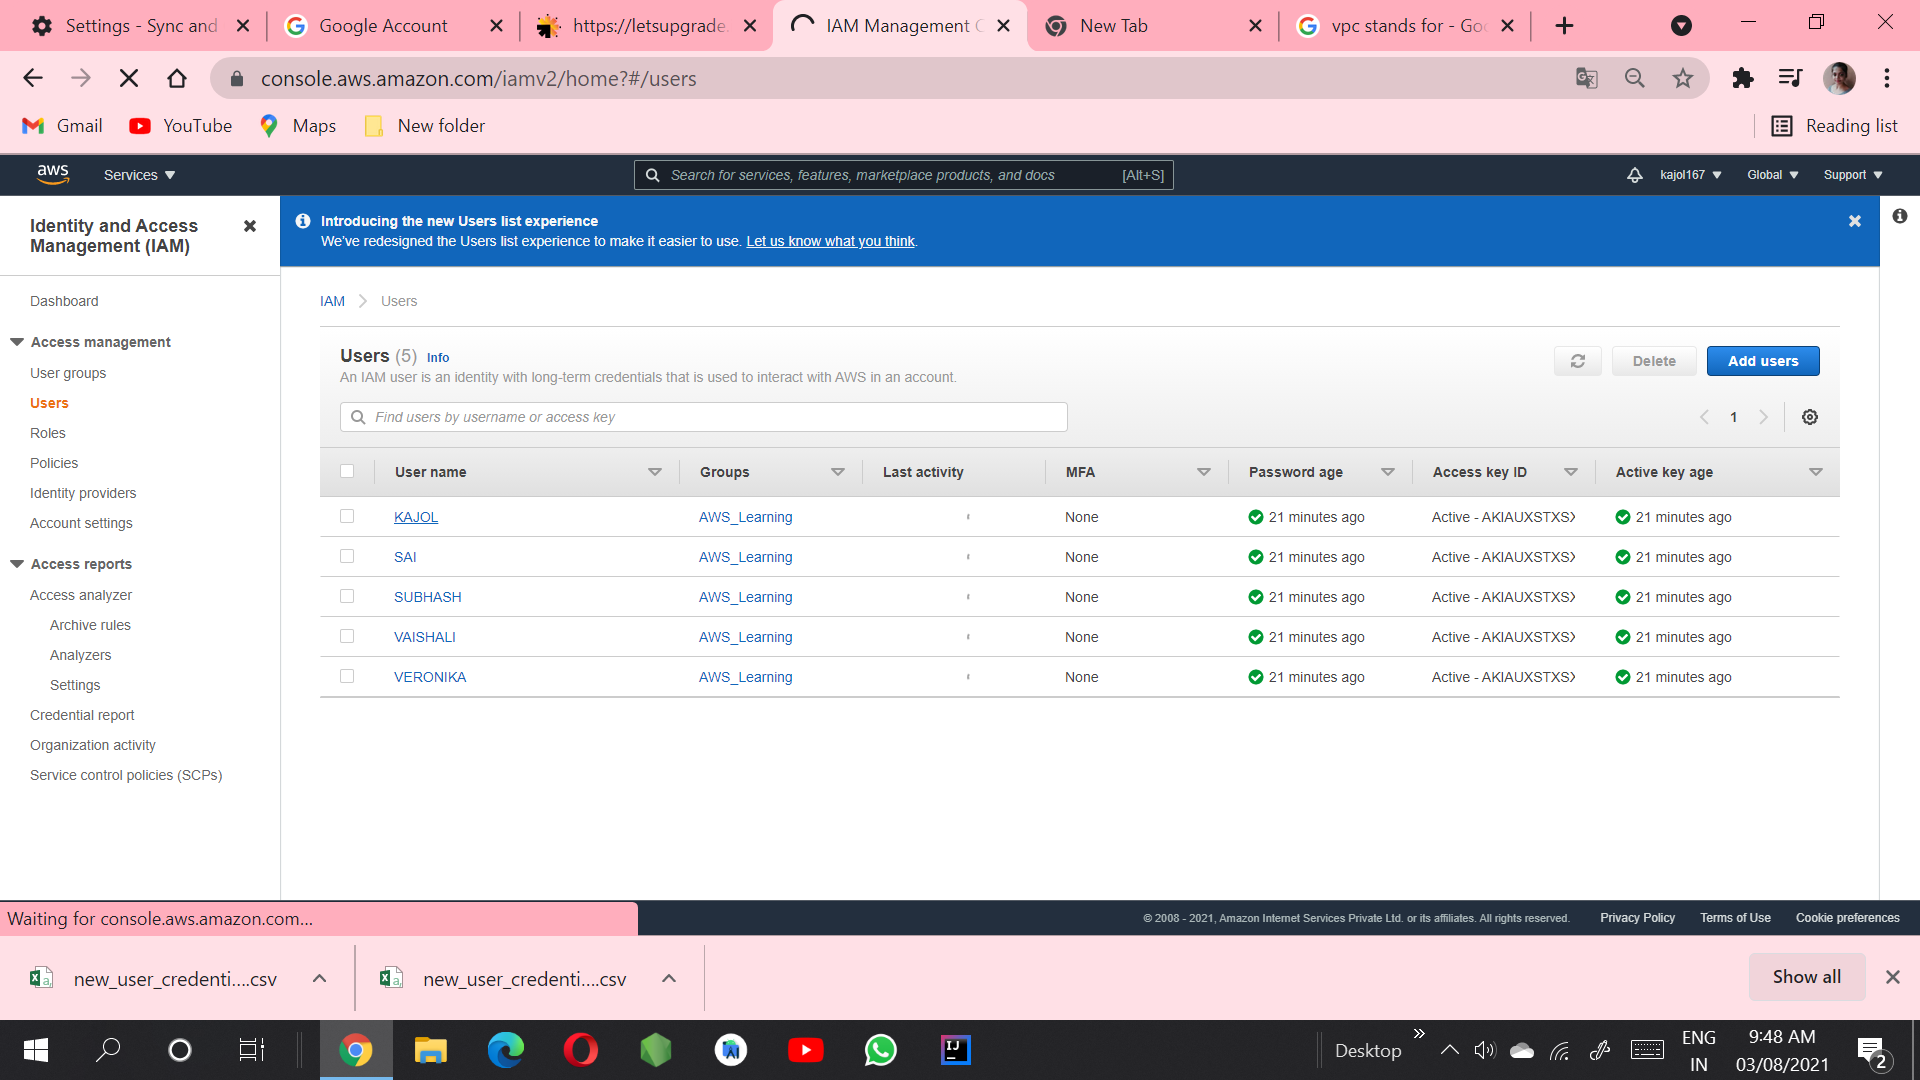 Settings - Sync and
Google Account
https://letsupgrade.
IAM Management C
New Tab
vpc stands for - Goo
console.aws.amazon.com/iamv2/home?#/users
Gmail
YouTube
Maps
New folder
Reading list
aws
Services
Search for services, features, marketplace products, and docs
[Alt+S]
kajol167
Global
Support
Identity and Access
Management (IAM)
Introducing the new Users list experience
We've redesigned the Users list experience to make it easier to use. Let us know what you think.
Dashboard
Access management
User groups
Users
Roles
Policies
Identity providers
Account settings
Access reports
Access analyzer
Archive rules
Analyzers
Settings
Credential report
Organization activity
Service control policies (SCPs)
IAM
Users
Users (5) Info
An IAM user is an identity with long-term credentials that is used to interact with AWS in an account.
Delete
Add users
Find users by username or access key
1
User name Groups Last activity MFA Password age Access key ID Active key age
KAJOL AWS_Learning None 21 minutes ago Active - AKIAUXSTXSX 21 minutes ago
SAI AWS_Learning None 21 minutes ago Active - AKIAUXSTXSX 21 minutes ago
SUBHASH AWS_Learning None 21 minutes ago Active - AKIAUXSTXSX 21 minutes ago
VAISHALI AWS_Learning None 21 minutes ago Active - AKIAUXSTXSX 21 minutes ago
VERONIKA AWS_Learning None 21 minutes ago Active - AKIAUXSTXSX 21 minutes ago
Waiting for console.aws.amazon.com...
© 2008 - 2021, Amazon Internet Services Private Ltd. or its affiliates. All rights reserved.
Privacy Policy
Terms of Use
Cookie preferences
new_user_credenti....csv
new_user_credenti....csv
Show all
IJ
Desktop
ENG
IN
9:48 AM
03/08/2021
2